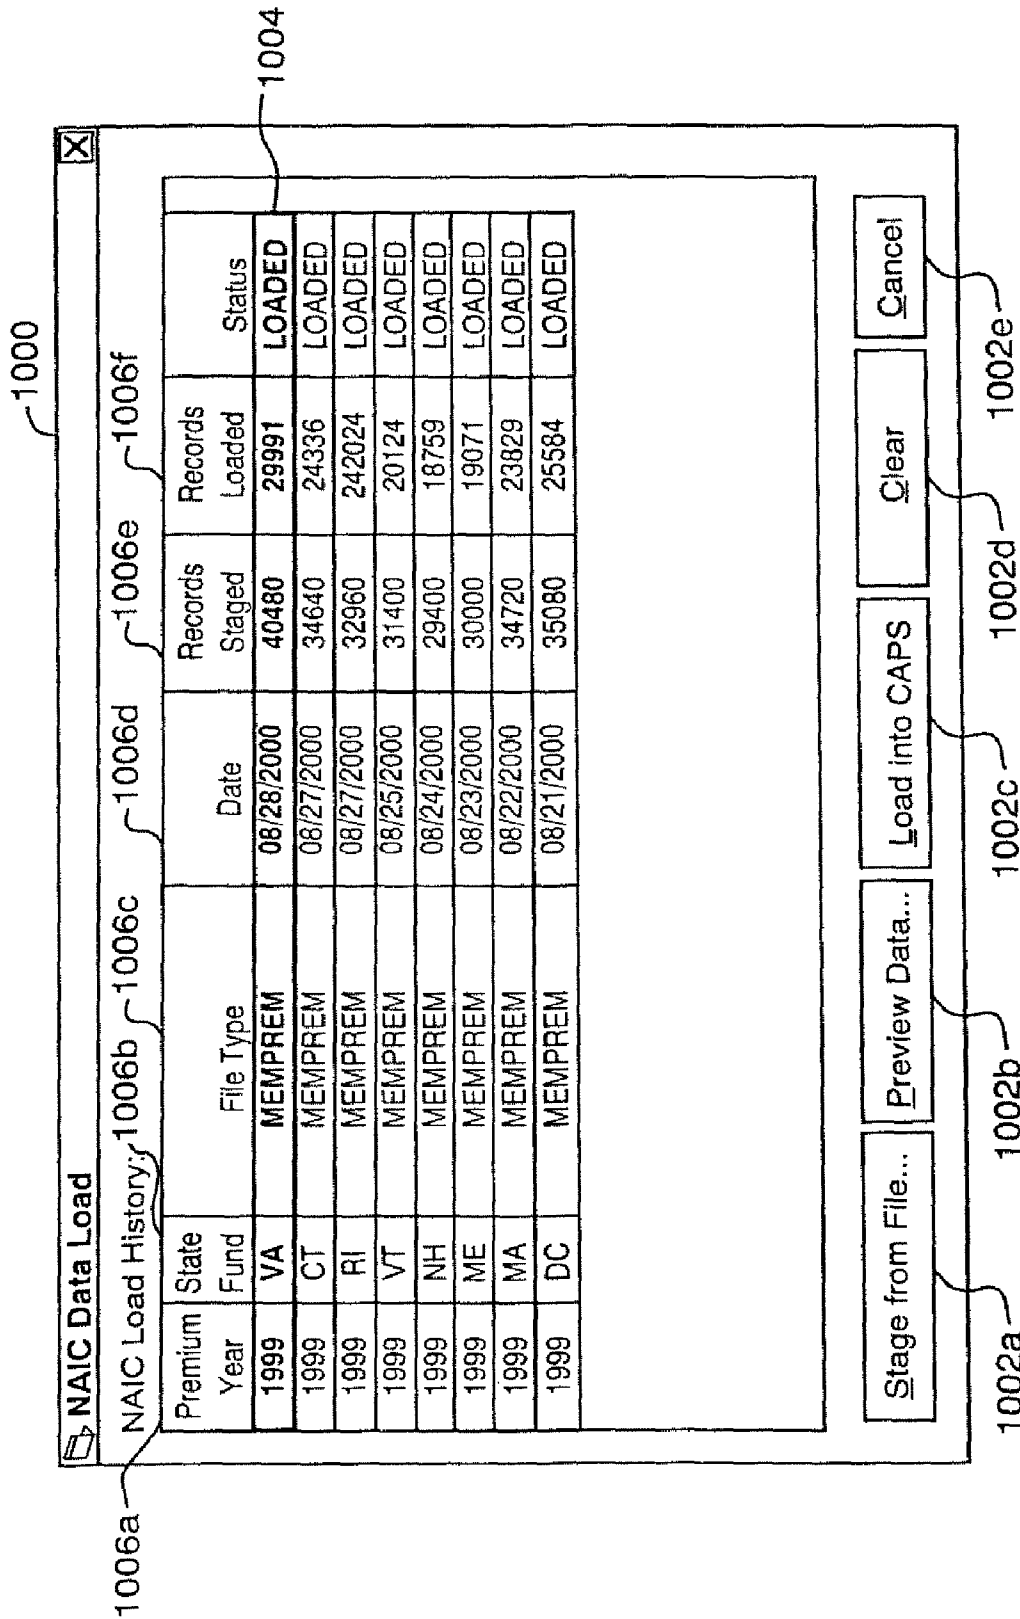 1000
NAIC Data Load
NAIC Load History:
1006a
1006b
1006c
1006d
1006e
1006f
Premium Year State Fund File Type Date Records Staged Records Loaded Status
1999 VA MEMPREM 08/28/2000 40480 29991 LOADED
1004
1999 CT MEMPREM 08/27/2000 34640 24336 LOADED
1999 RI MEMPREM 08/27/2000 32960 242024 LOADED
1999 VT MEMPREM 08/25/2000 31400 20124 LOADED
1999 NH MEMPREM 08/24/2000 29400 18759 LOADED
1999 ME MEMPREM 08/23/2000 30000 19071 LOADED
1999 MA MEMPREM 08/22/2000 34720 23829 LOADED
1999 DC MEMPREM 08/21/2000 35080 25584 LOADED
Stage from File... Preview Data... Load into CAPS Clear Cancel
1002a 1002b 1002c 1002d 1002e